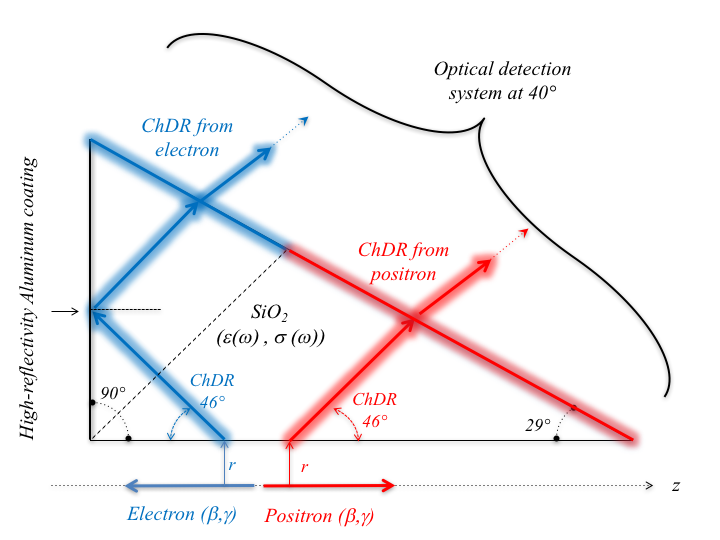 Optical detection
system at 40°
ChDR from
electron
High-reflectivity Aluminum coating
ChDR from
positron
SiO₂
(ε(ω) , σ (ω))
ChDR
46°
90°
ChDR
46°
29°
r
r
z
Electron (β,γ)
Positron (β,γ)